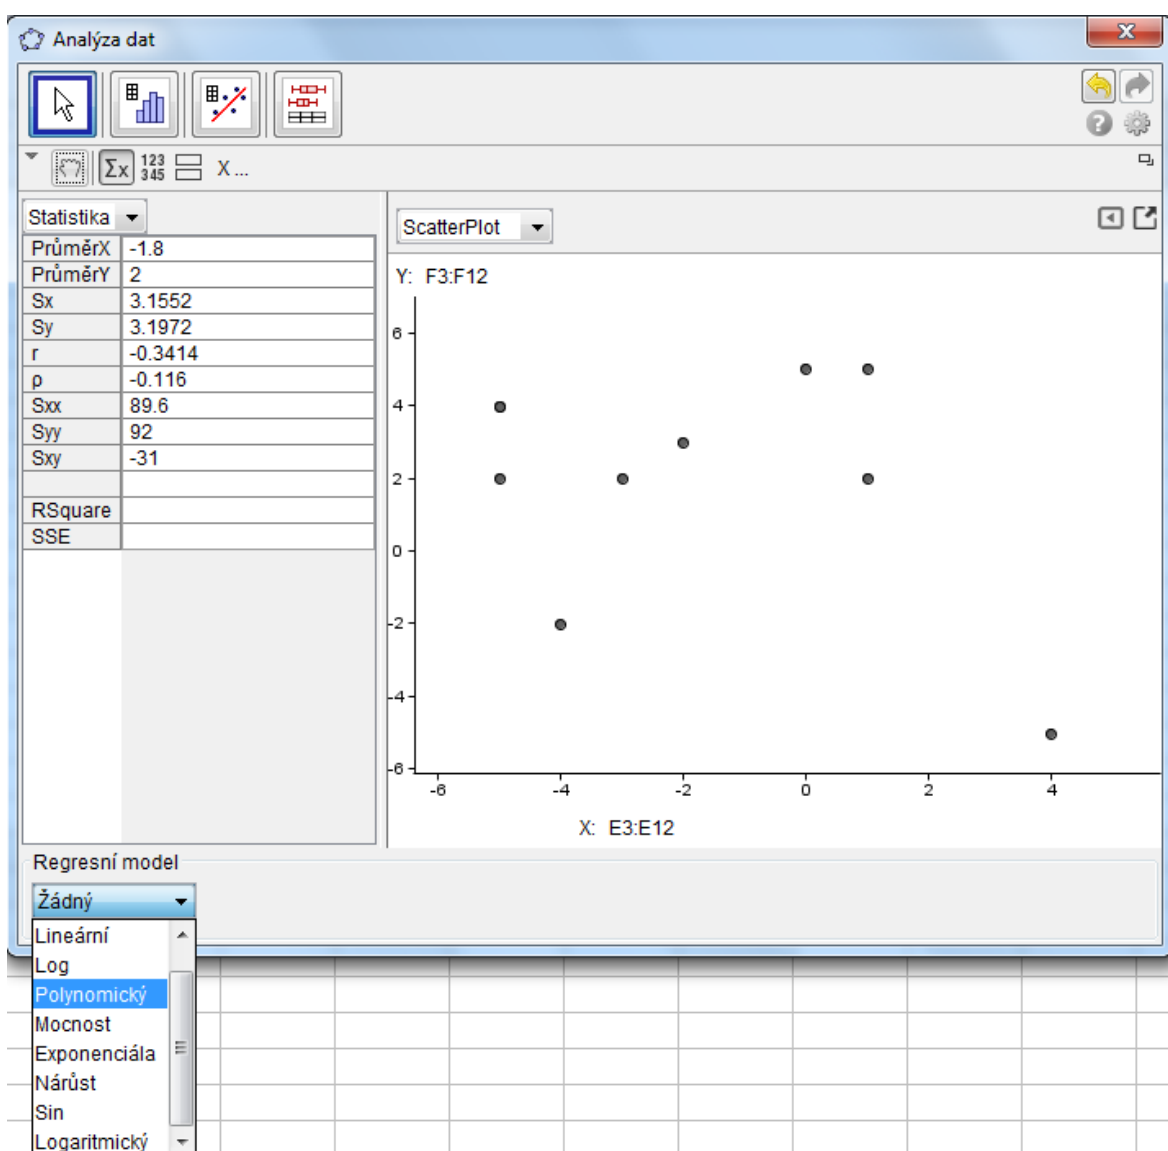 Analýza dat
123
345
Σx
X ...
Statistika
PrůměrX -1.8
PrůměrY 2
Sx 3.1552
Sy 3.1972
r -0.3414
ρ -0.116
Sxx 89.6
Syy 92
Sxy -31
RSquare
SSE
ScatterPlot
Y: F3:F12
6
4
2
0
-2
-4
-6
-6 -4 -2 0 2 4
X: E3:E12
Regresní model
Žádný
Lineární
Log
Polynomický
Mocnost
Exponenciála
Nárůst
Sin
Logaritmický